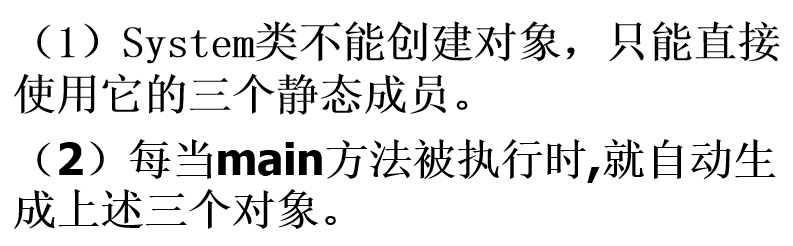 （1）System类不能创建对象，只能直接
使用它的三个静态成员。
（2）每当main方法被执行时,就自动生
成上述三个对象。